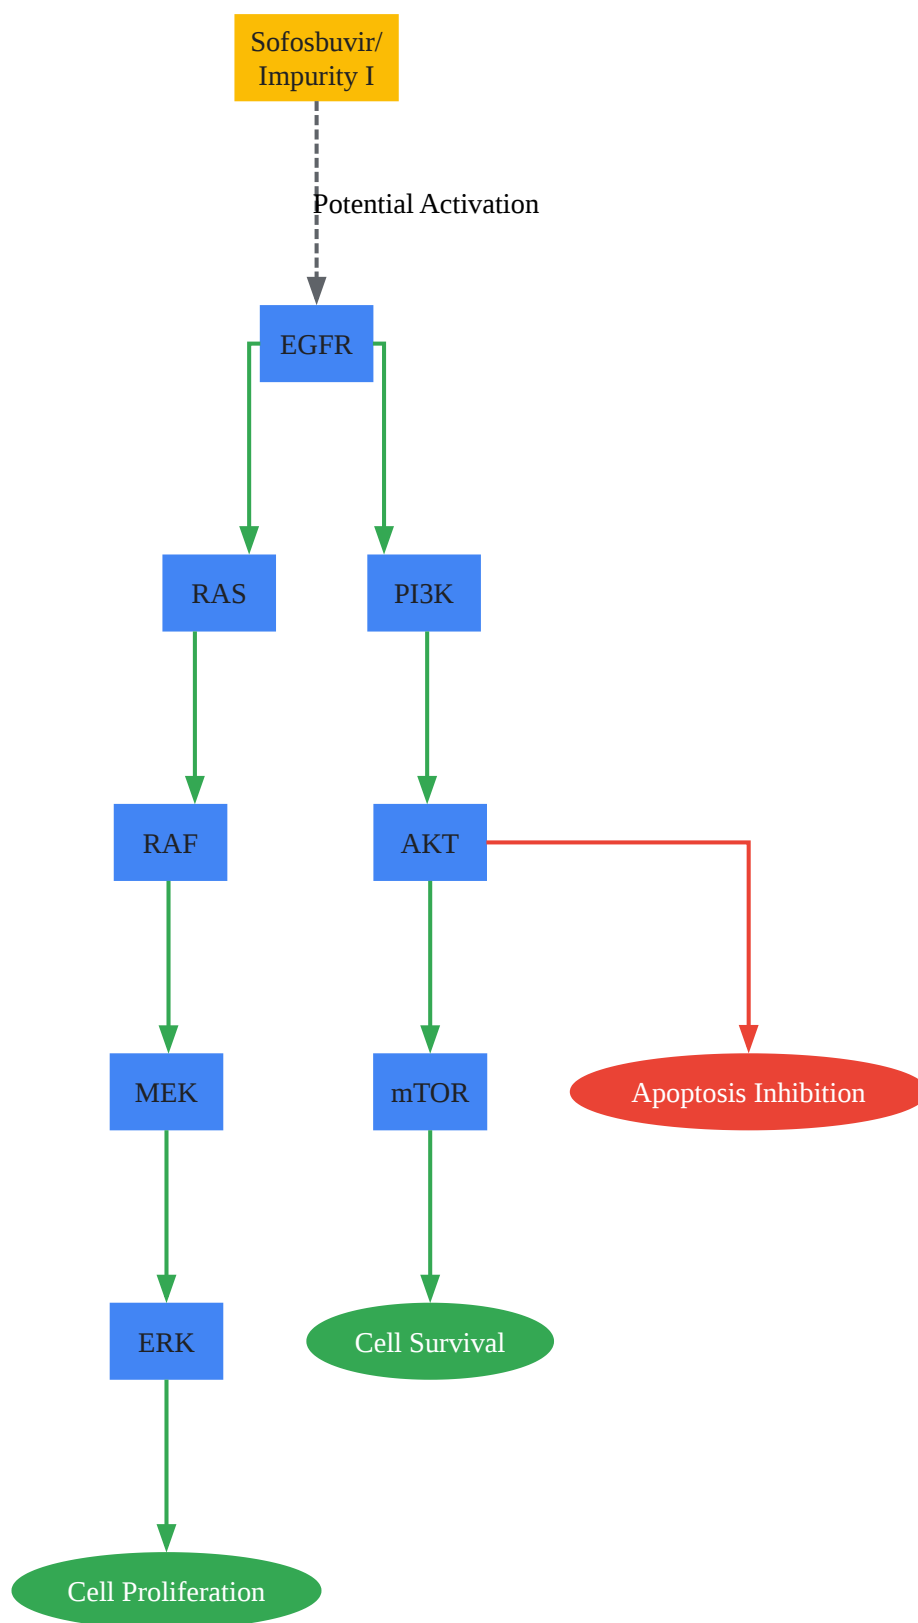 Sofosbuvir/
Impurity I
Potential Activation
EGFR
RAS
PI3K
RAF
AKT
MEK
mTOR
Apoptosis Inhibition
ERK
Cell Survival
Cell Proliferation